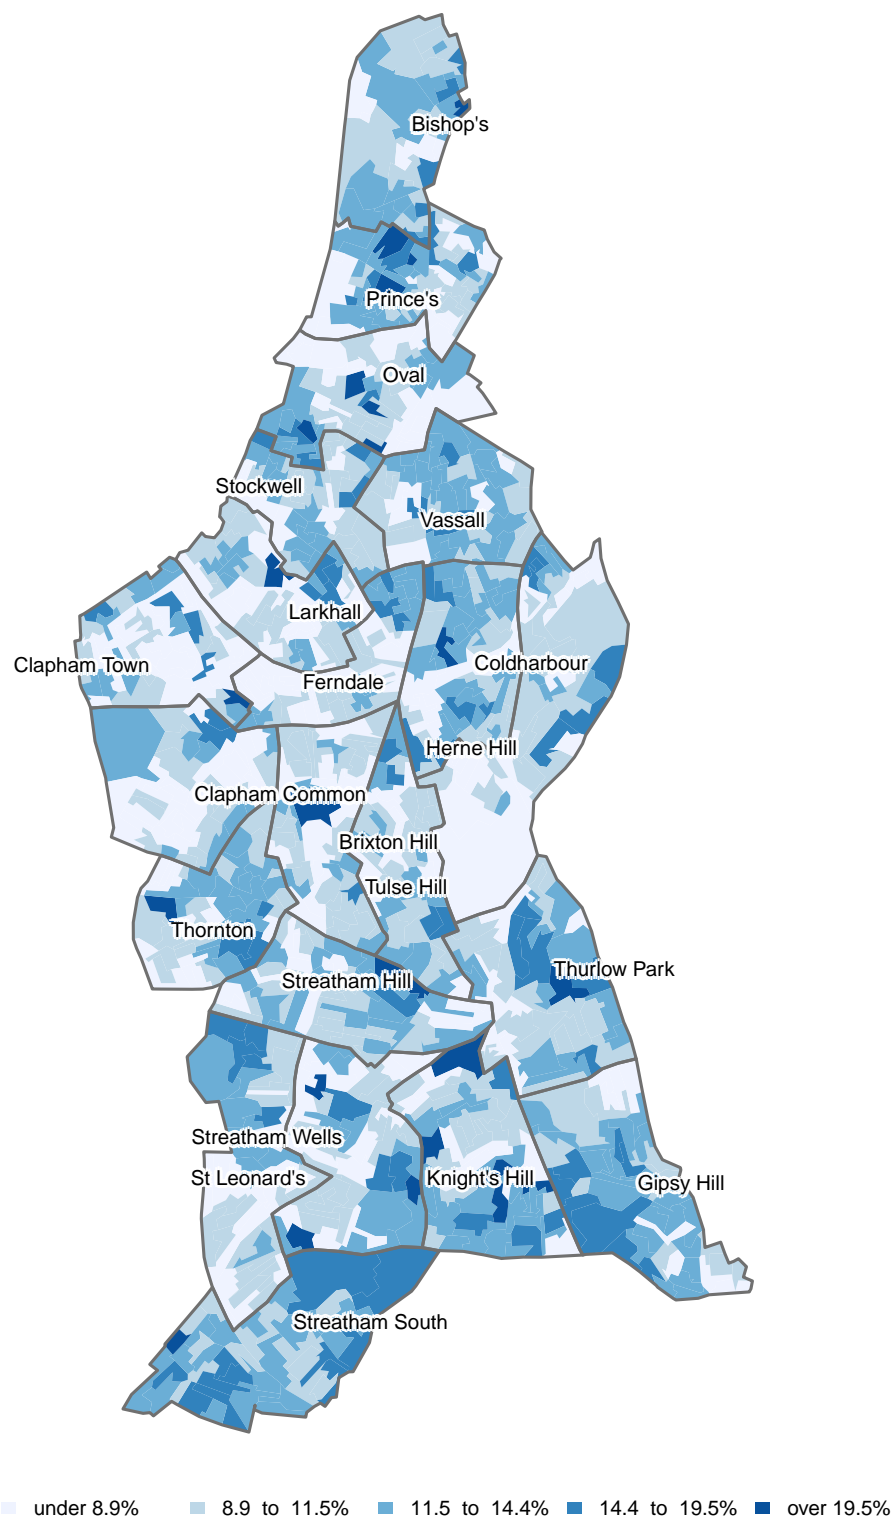 Bishop's
Prince's
Oval
Stockwell
Vassall
Larkhall
Clapham Town
Coldharbour
Ferndale
Herne Hill
Clapham Common
Brixton Hill
Tulse Hill
Thornton
Thurlow Park
Streatham Hill
Streatham Wells
St Leonard's
Knight's Hill
Gipsy Hill
Streatham South
under 8.9% 8.9 to 11.5% 11.5 to 14.4% 14.4 to 19.5% over 19.5%